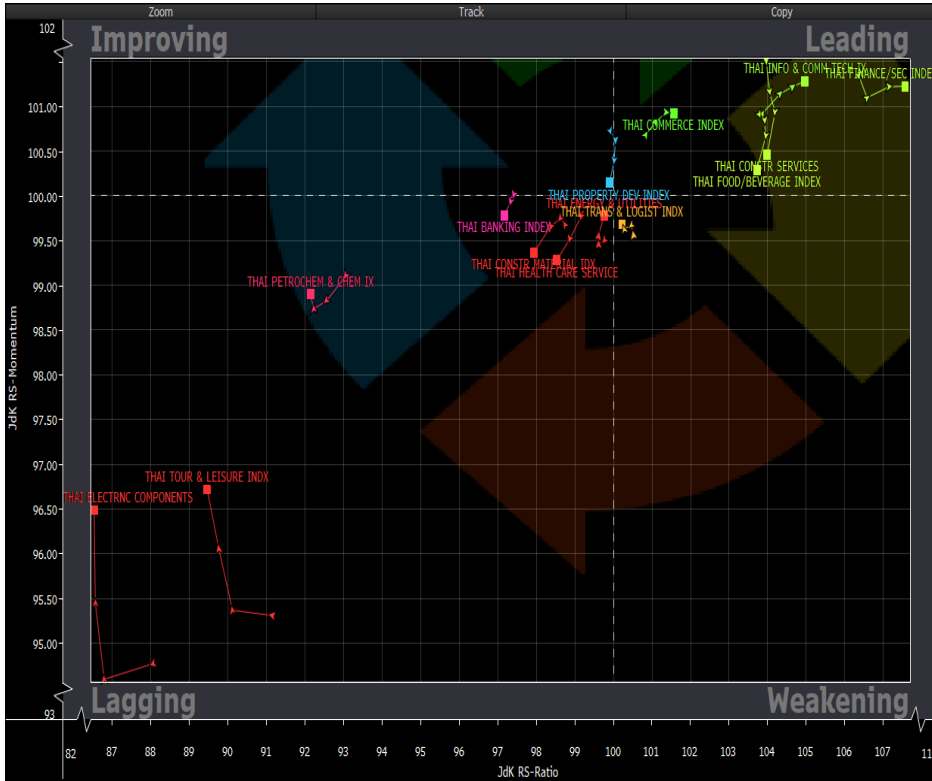 Zoom Track Copy
102
Improving
Leading
THAI INFO & COMM TECH IX
THAI FINANCE/SEC INDE
101.00
THAI COMMERCE INDEX
100.50
THAI CONSTR SERVICES
THAI FOOD/BEVERAGE INDEX
100.00
THAI PROPERTY DEV INDEX
THAI ENERGY & UTILITIES
THAI TRANS & LOGIST INDX
THAI BANKING INDEX
99.50
THAI CONSTR MATERIAL IDX
THAI HEALTH CARE SERVICE
THAI PETROCHEM & CHEM IX
99.00
98.50
98.00
97.50
97.00
THAI TOUR & LEISURE INDX
THAI ELECTRNC COMPONENTS
96.50
96.00
95.50
95.00
JdK RS-Momentum
Lagging
Weakening
93
82 87 88 89 90 91 92 93 94 95 96 97 98 99 100 101 102 103 104 105 106 107 11
JdK RS-Ratio